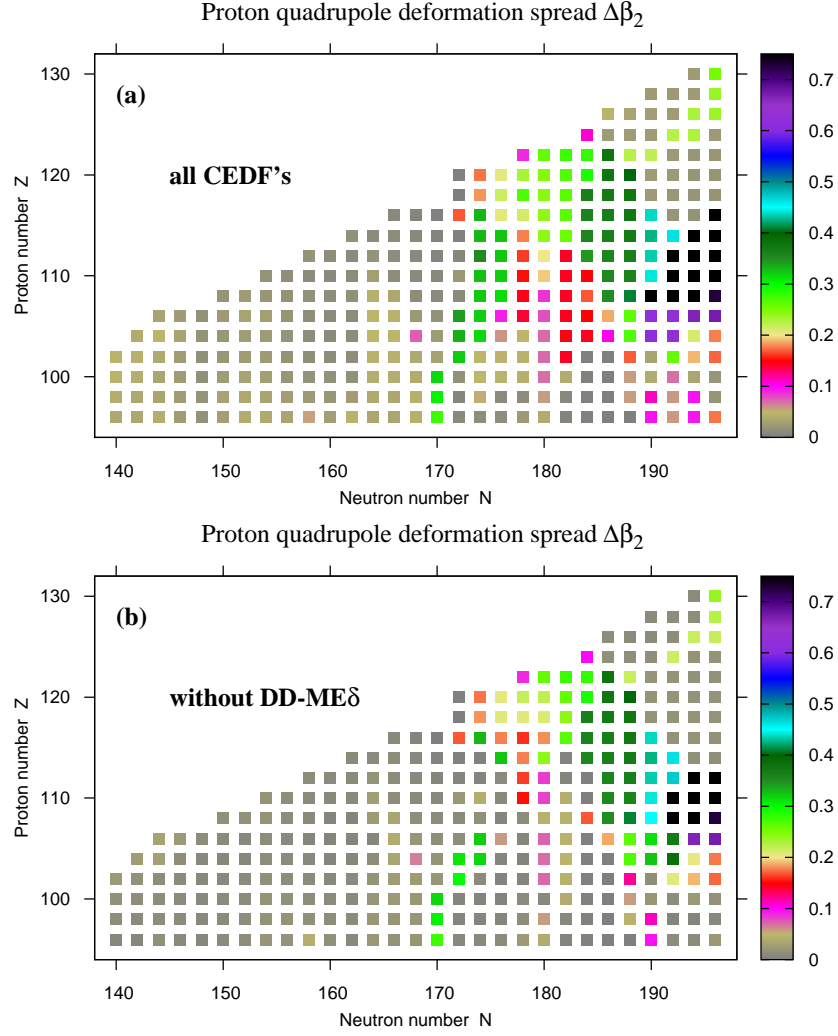 Proton quadrupole deformation spread Δβ₂
(a)
all CEDF's
Proton number Z
130
120
110
100
140 150 160 170 180 190
Neutron number N
0.7
0.6
0.5
0.4
0.3
0.2
0.1
0
Proton quadrupole deformation spread Δβ₂
(b)
without DD-MEδ
Proton number Z
130
120
110
100
140 150 160 170 180 190
Neutron number N
0.7
0.6
0.5
0.4
0.3
0.2
0.1
0